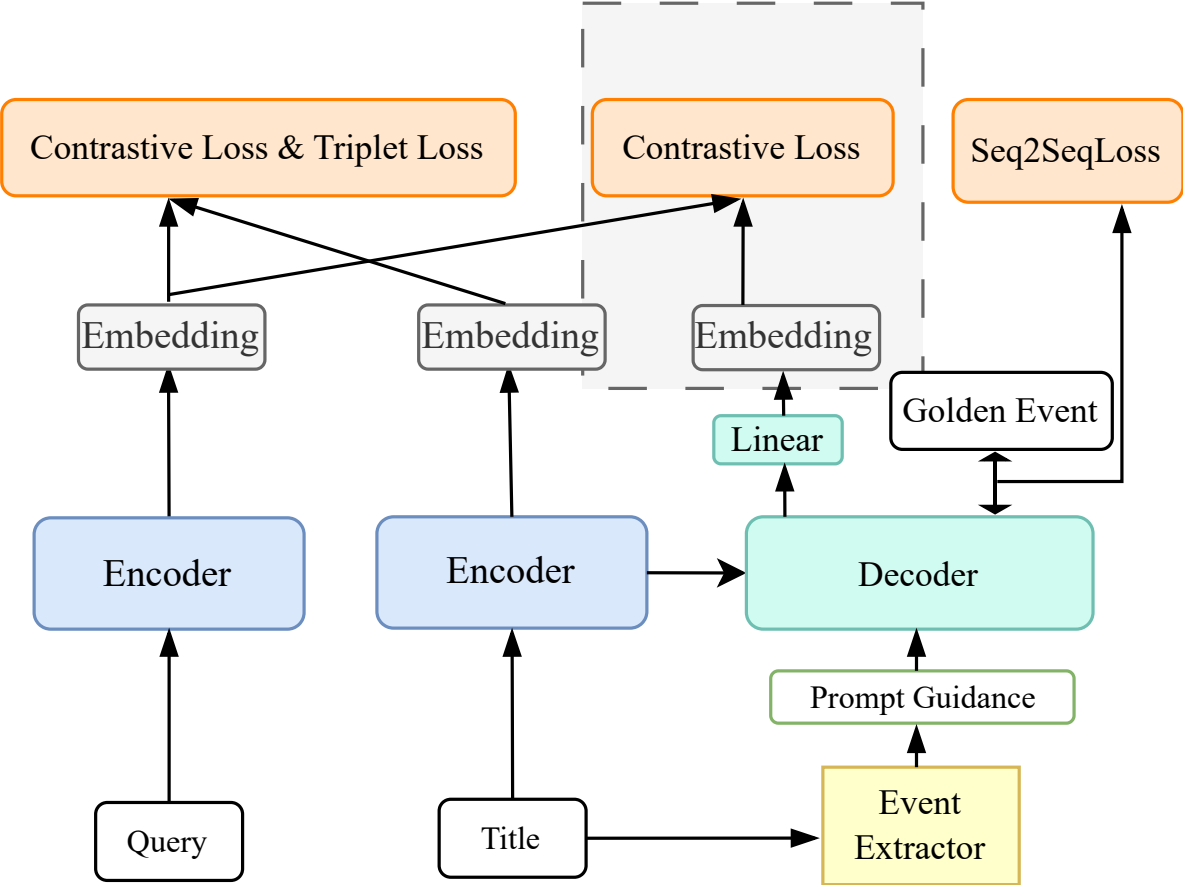 Contrastive Loss & Triplet Loss
Contrastive Loss
Seq2SeqLoss
Embedding
Embedding
Embedding
Golden Event
Linear
Encoder
Encoder
Decoder
Prompt Guidance
Query
Title
Event
Extractor